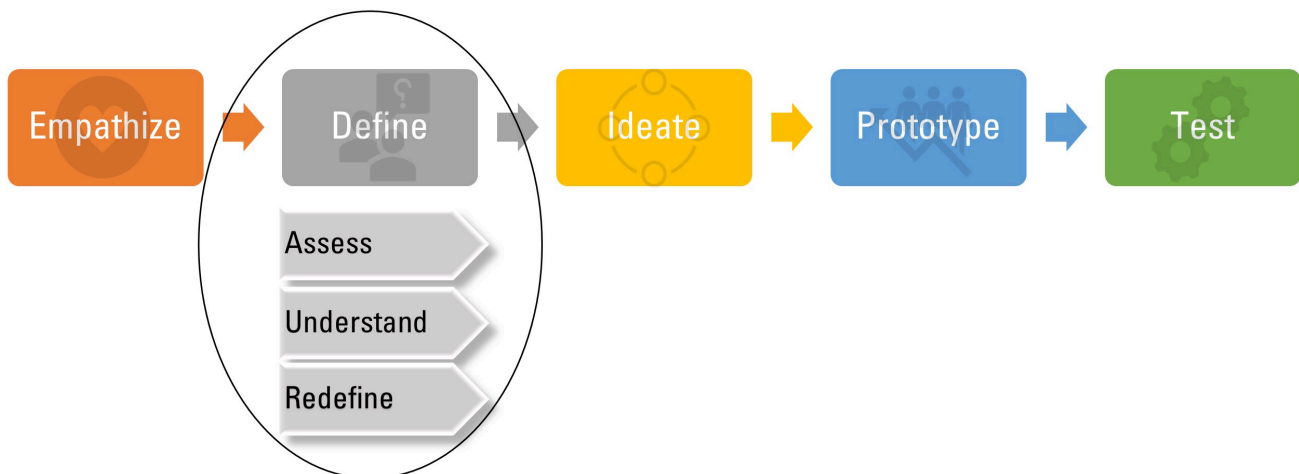 Empathize
Define
Ideate
Prototype
Test
?
Assess
Understand
Redefine